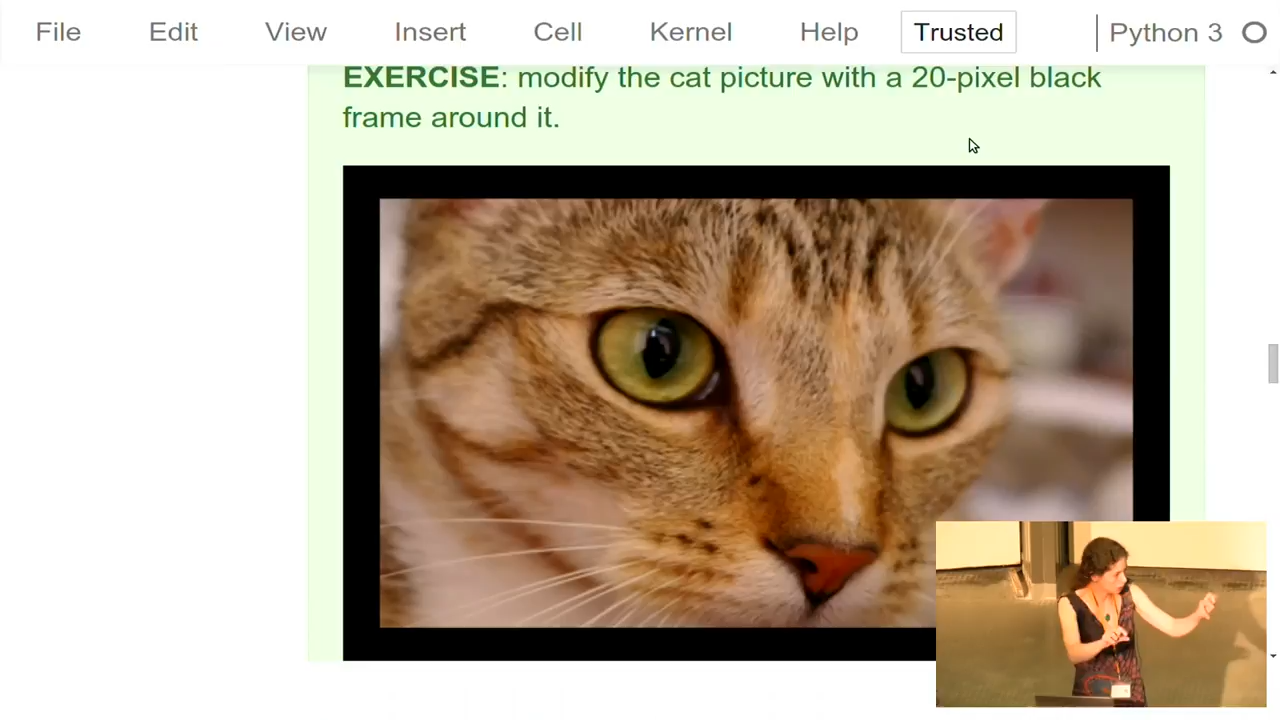 File Edit View Insert Cell Kernel Help Trusted Python 3
EXERCISE: modify the cat picture with a 20-pixel black
frame around it.